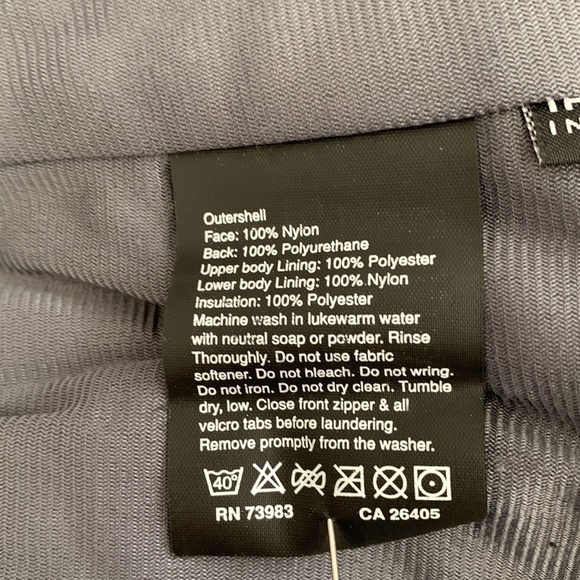 Outershell
Face: 100% Nylon
Back: 100% Polyurethane
Upper body Lining: 100% Polyester
Lower body Lining: 100% Nylon
Insulation: 100% Polyester
Machine wash in lukewarm water
with neutral soap or powder. Rinse
Thoroughly. Do not use fabric
softener. Do not bleach. Do not wring.
Do not iron. Do not dry clean. Tumble
dry, low. Close front zipper & all
velcro tabs before laundering.
Remove promptly from the washer.
40°
RN 73983 CA 26405